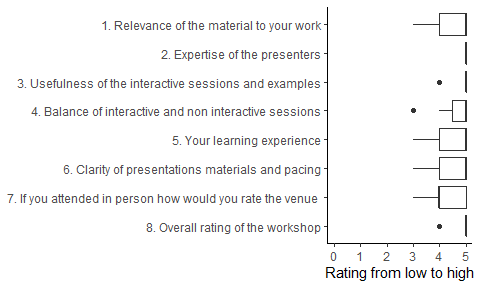 1. Relevance of the material to your work
2. Expertise of the presenters
3. Usefulness of the interactive sessions and examples
4. Balance of interactive and non interactive sessions
5. Your learning experience
6. Clarity of presentations materials and pacing
7. If you attended in person how would you rate the venue
8. Overall rating of the workshop
0 1 2 3 4 5
Rating from low to high